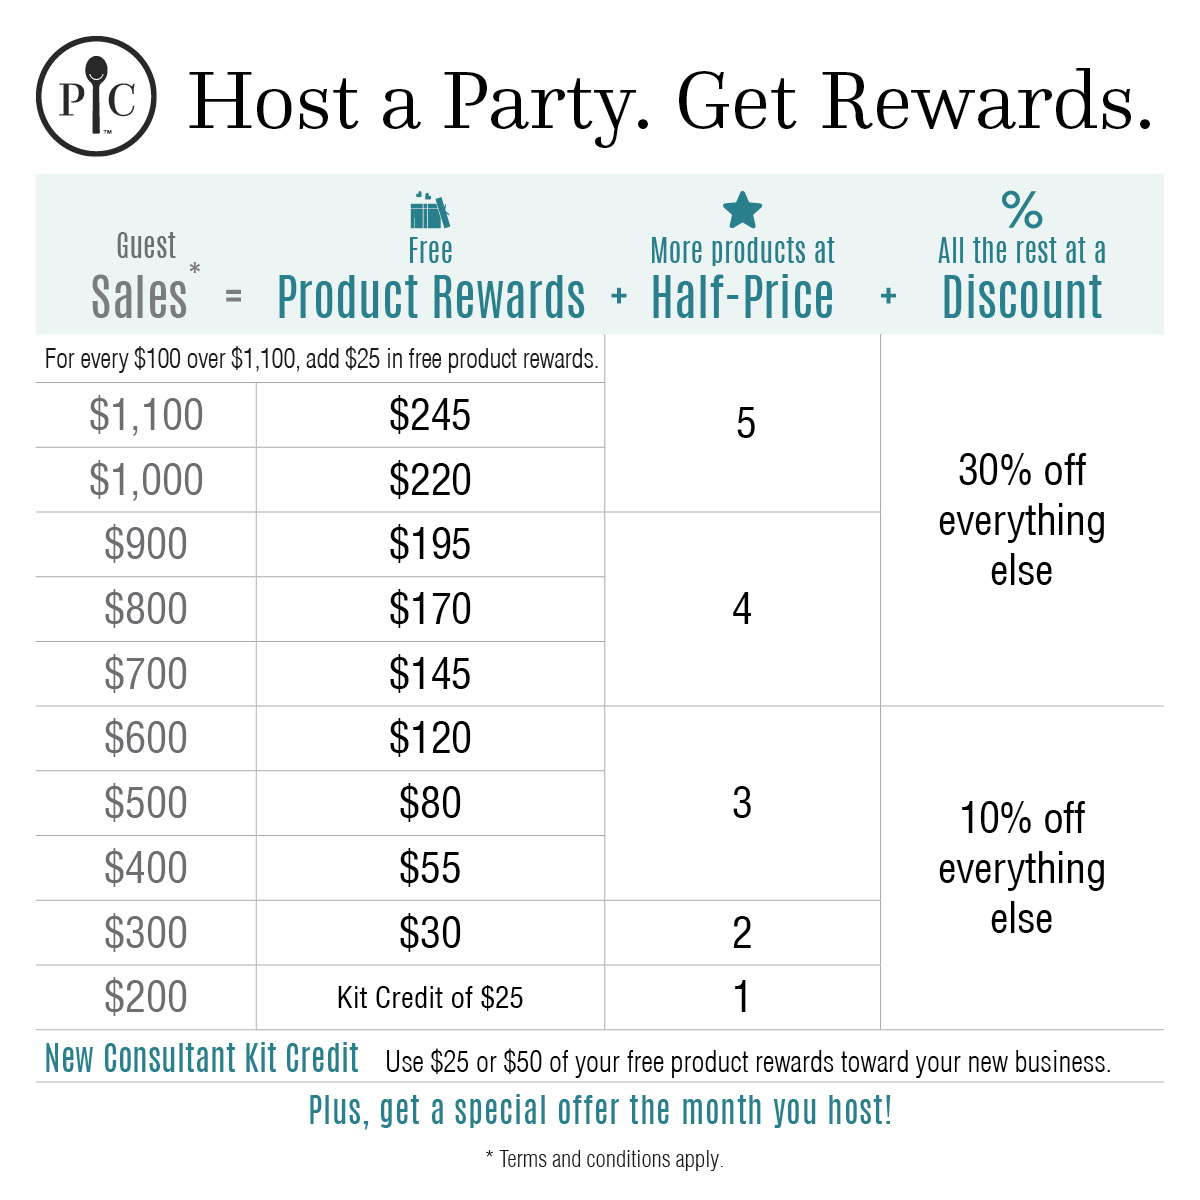 P C ™
Host a Party. Get Rewards.
Guest
Sales*
=
Free
Product Rewards
+
More products at
Half-Price
+
%
All the rest at a
Discount
For every $100 over $1,100, add $25 in free product rewards.
$1,100 $245
5
$1,000 $220
$900 $195
$800 $170 4
$700 $145
30% off
everything
else
$600 $120
$500 $80 3
$400 $55
$300 $30 2
$200 Kit Credit of $25 1
10% off
everything
else
New Consultant Kit Credit Use $25 or $50 of your free product rewards toward your new business.
Plus, get a special offer the month you host!
* Terms and conditions apply.